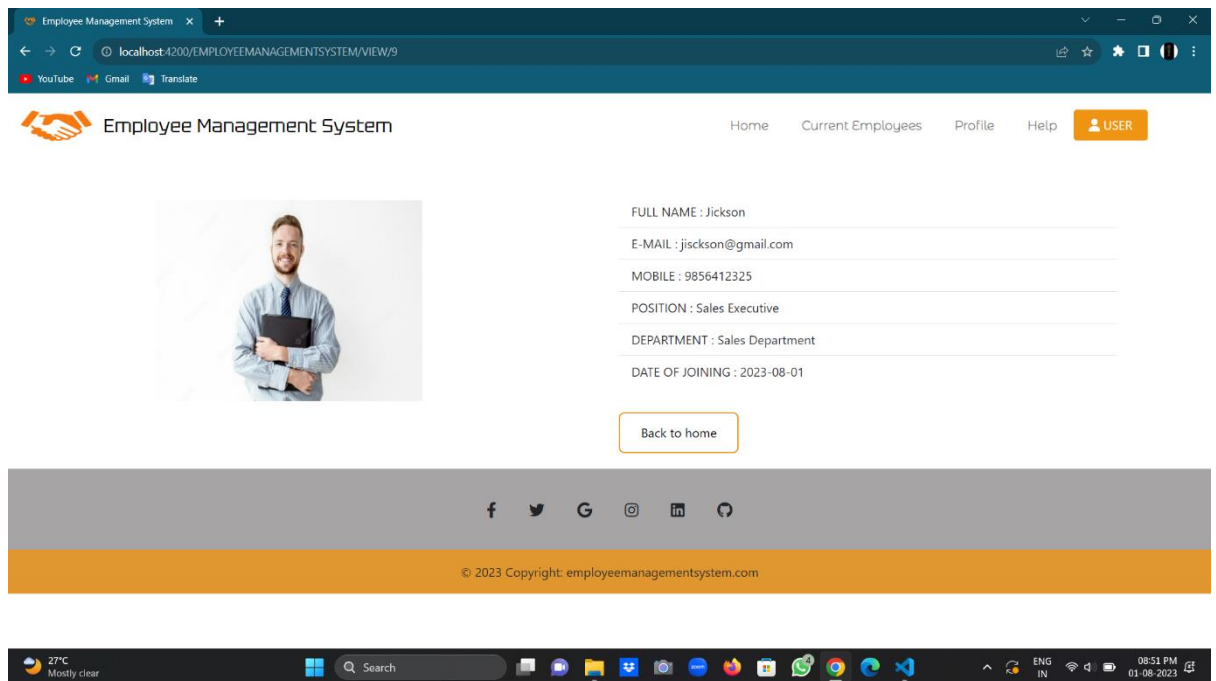 Employee Management System
localhost:4200/EMPLOYEEMANAGEMENTSYSTEM/VIEW/9
YouTube Gmail Translate
Employee Management System Home Current Employees Profile Help USER
FULL NAME : Jickson
E-MAIL : jisckson@gmail.com
MOBILE : 9856412325
POSITION : Sales Executive
DEPARTMENT : Sales Department
DATE OF JOINING : 2023-08-01
Back to home
© 2023 Copyright: employeemanagementsystem.com
27°C
Mostly clear
Search
zoom
4
ENG
IN
08:51 PM
01-08-2023